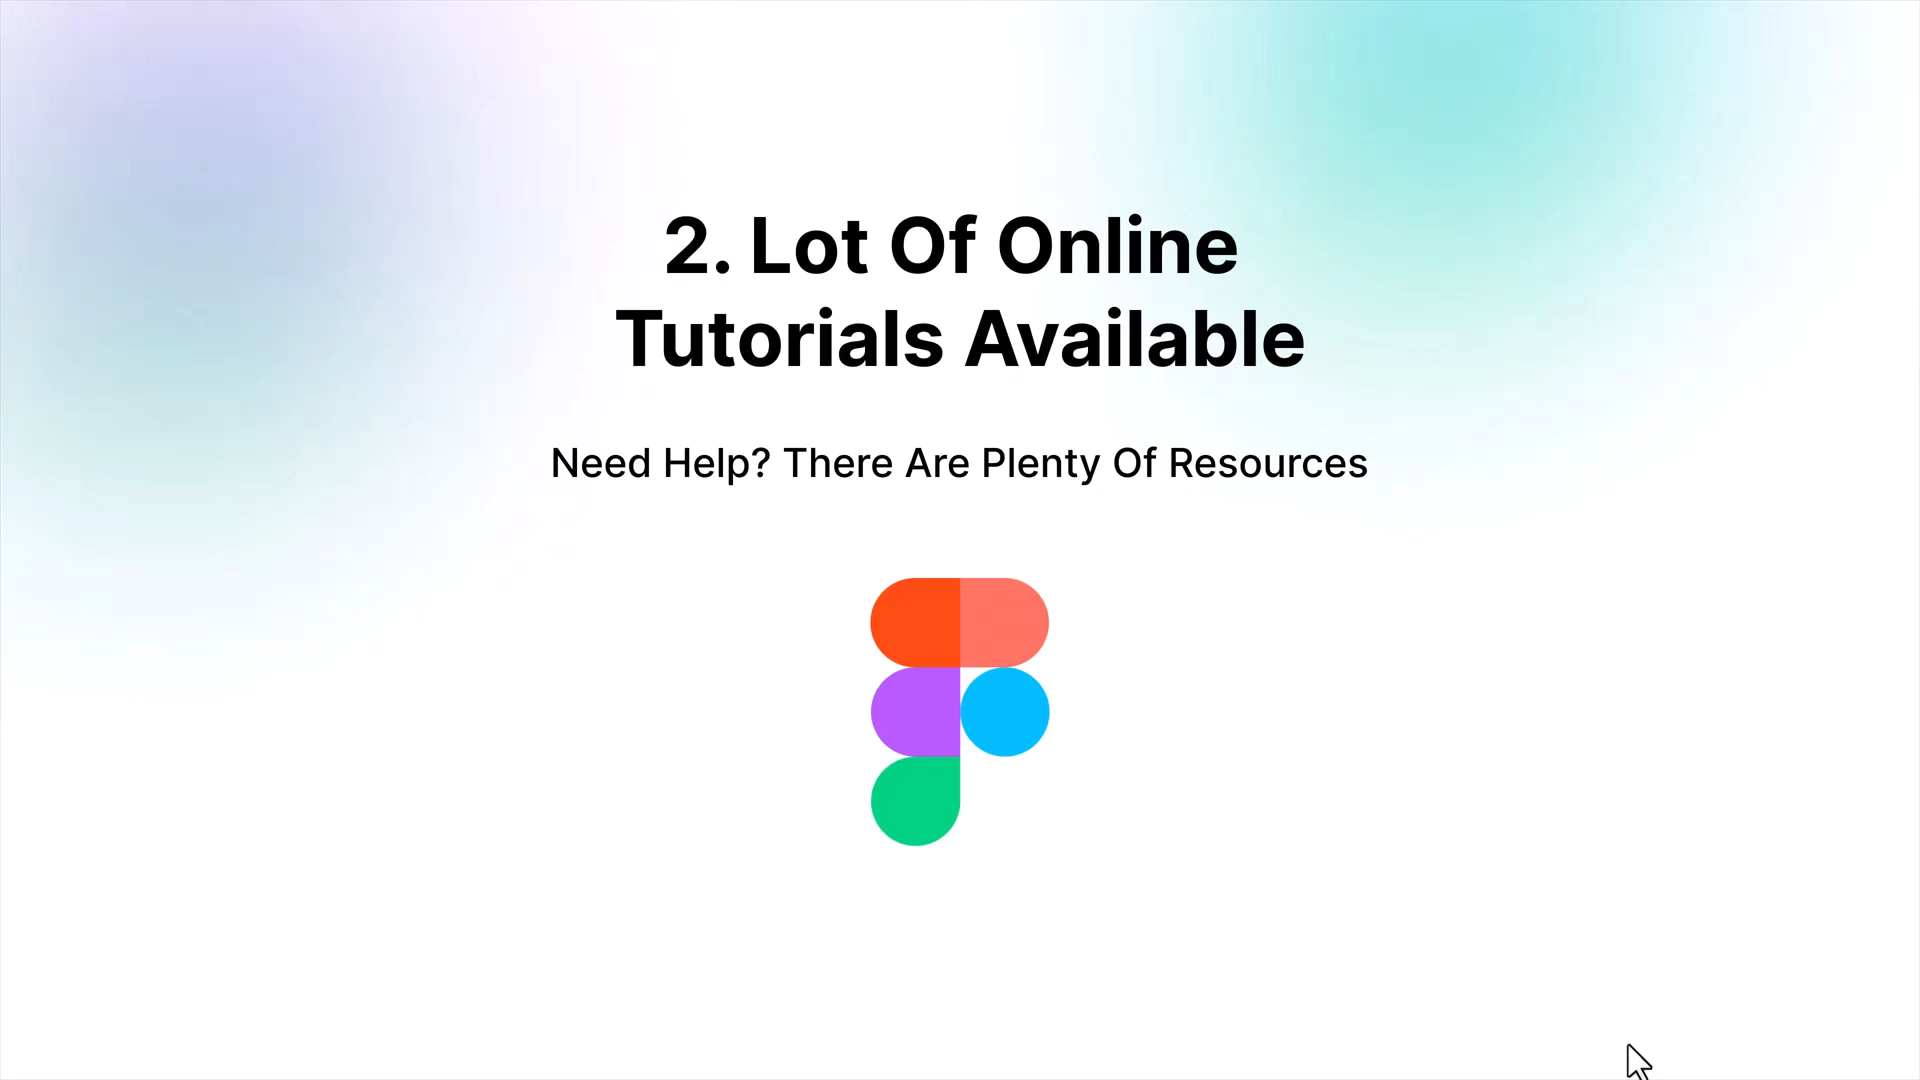 2. Lot Of Online
Tutorials Available
Need Help? There Are Plenty Of Resources